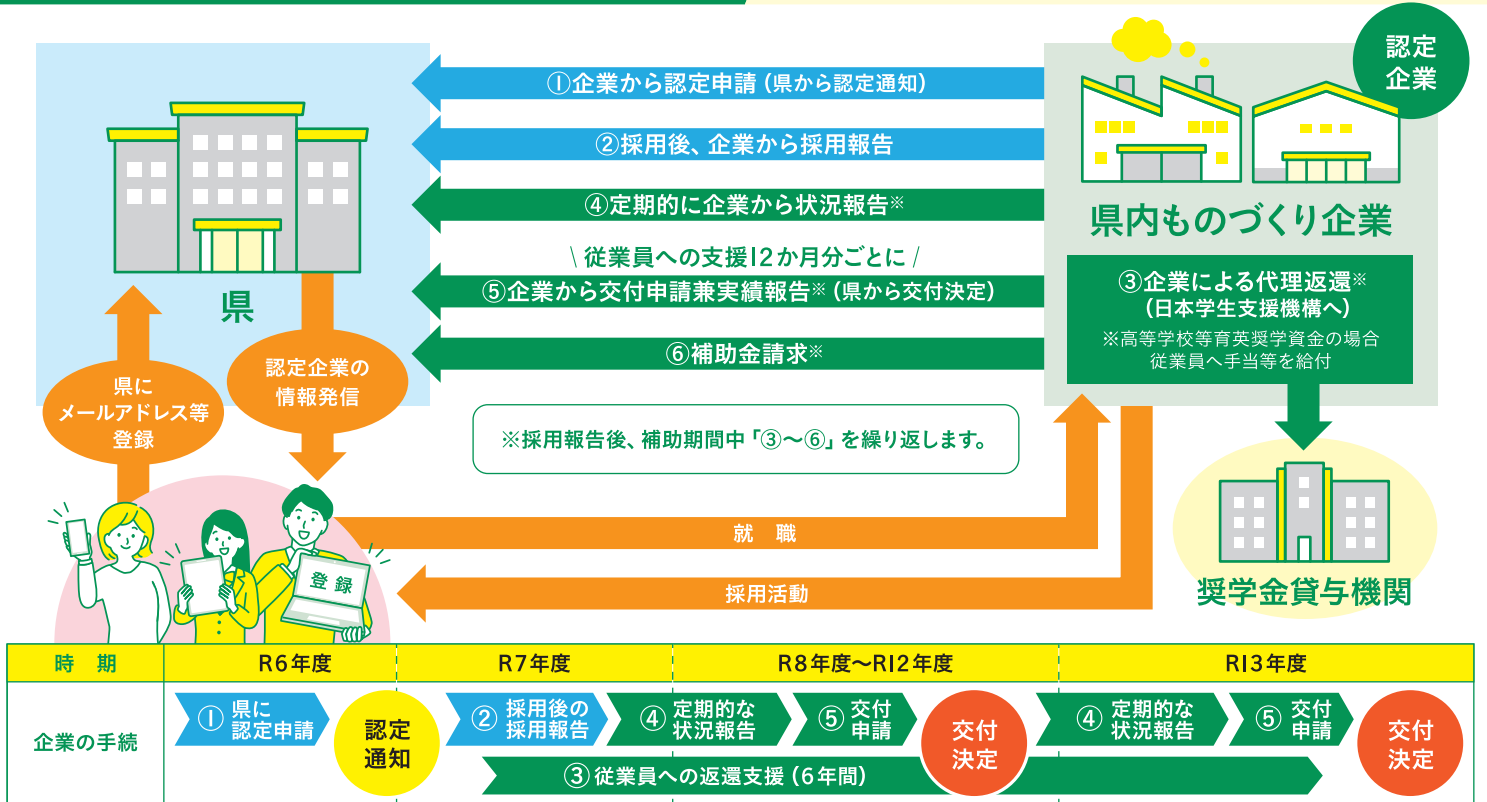 ①企業から認定申請(県から認定通知)
②採用後、企業から採用報告
④定期的に企業から状況報告※
\ 従業員への支援12か月分ごとに /
⑤企業から交付申請兼実績報告※(県から交付決定)
⑥補助金請求※
※採用報告後、補助期間中「③〜⑥」を繰り返します。
県
県に
メールアドレス等
登録
認定企業の
情報発信
登録
認定
企業
県内ものづくり企業
③企業による代理返還※
(日本学生支援機構へ)
※高等学校等育英奨学資金の場合
従業員へ手当等を給付
奨学金貸与機関
就 職
採用活動
時 期
R6年度
R7年度
R8年度〜R12年度
R13年度
企業の手続
① 県に
認定申請
認定
通知
② 採用後の
採用報告
④ 定期的な
状況報告
⑤ 交付
申請
交付
決定
④ 定期的な
状況報告
⑤ 交付
申請
交付
決定
③従業員への返還支援(6年間)